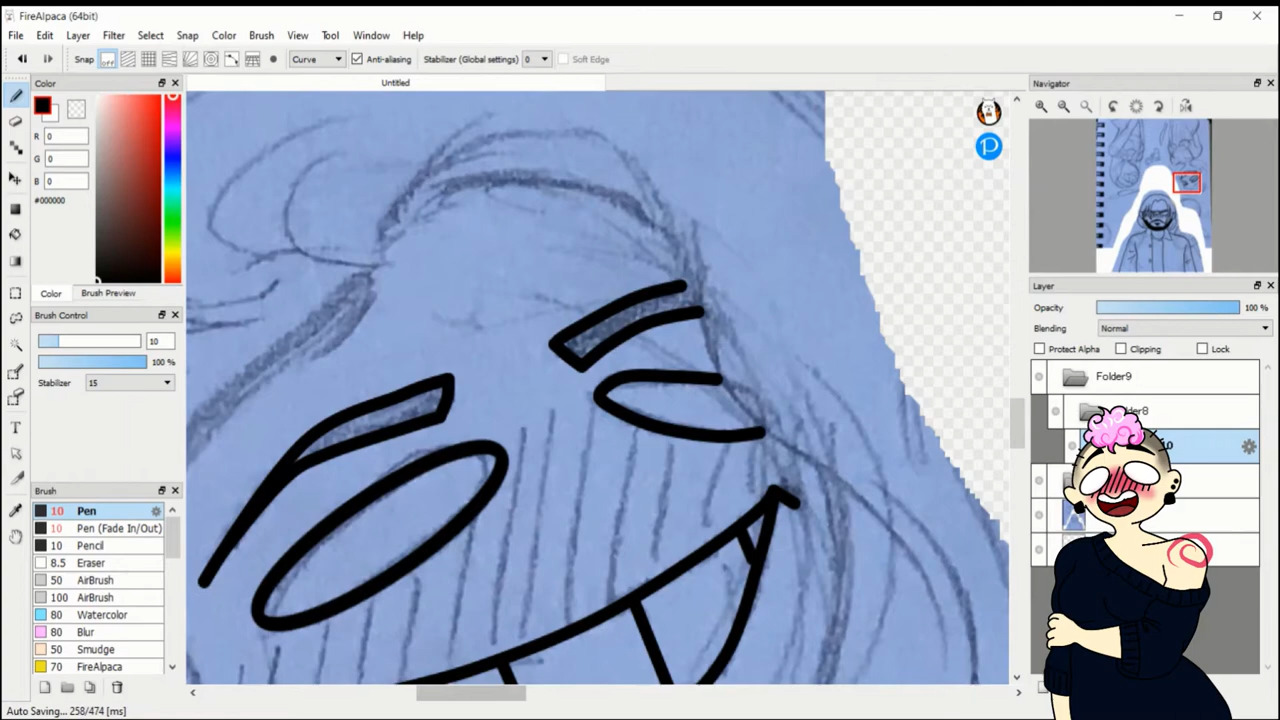 FireAlpaca (64bit)
File Edit Layer Filter Select Snap Color Brush View Tool Window Help
Snap off Curve Anti-aliasing Stabilizer (Global settings) 0 Soft Edge
Color
Untitled
Navigator
R 0
G 0
B 0
#000000
Color Brush Preview
Brush Control
10
100 %
Stabilizer 15
Brush
10 Pen
10 Pen (Fade In/Out)
10 Pencil
8.5 Eraser
50 AirBrush
100 AirBrush
80 Watercolor
80 Blur
50 Smudge
70 FireAlpaca
Layer
Opacity 100 %
Blending Normal
Protect Alpha Clipping Lock
Folder9
Auto Saving... 258/474 [ms]